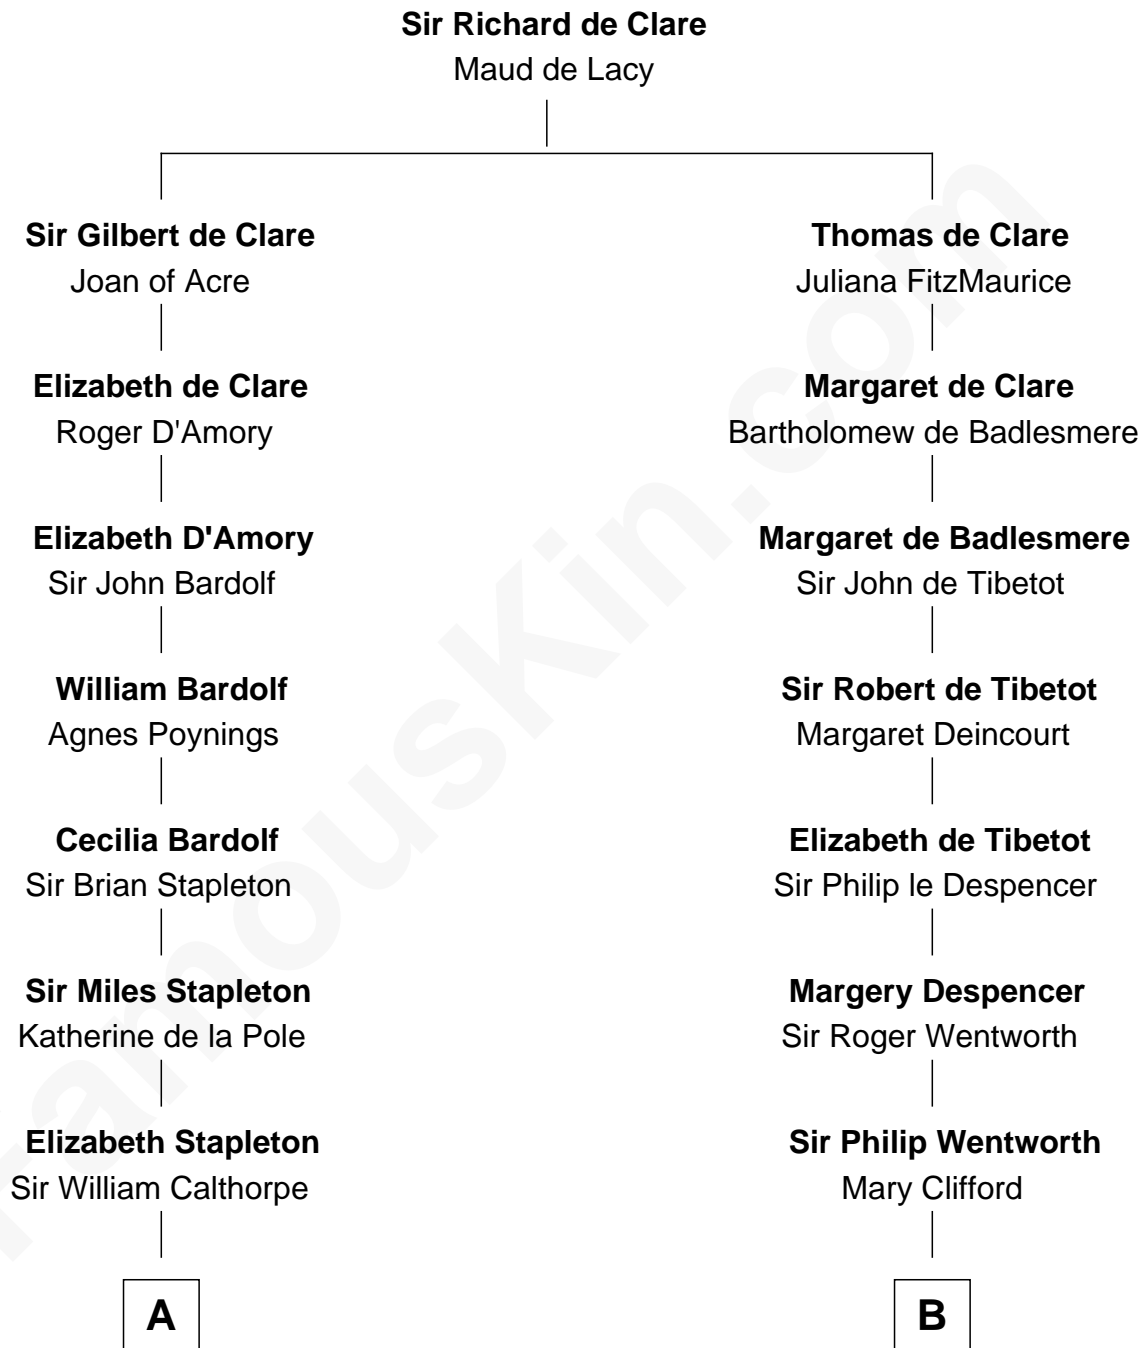 Sir Richard de Clare
Maud de Lacy
Sir Gilbert de Clare
Joan of Acre
Thomas de Clare
Juliana FitzMaurice
Elizabeth de Clare
Roger D'Amory
Margaret de Clare
Bartholomew de Badlesmere
Elizabeth D'Amory
Sir John Bardolf
Margaret de Badlesmere
Sir John de Tibetot
William Bardolf
Agnes Poynings
Sir Robert de Tibetot
Margaret Deincourt
Cecilia Bardolf
Sir Brian Stapleton
Elizabeth de Tibetot
Sir Philip le Despencer
Sir Miles Stapleton
Katherine de la Pole
Margery Despencer
Sir Roger Wentworth
Elizabeth Stapleton
Sir William Calthorpe
Sir Philip Wentworth
Mary Clifford
A
B
FamousKin.com